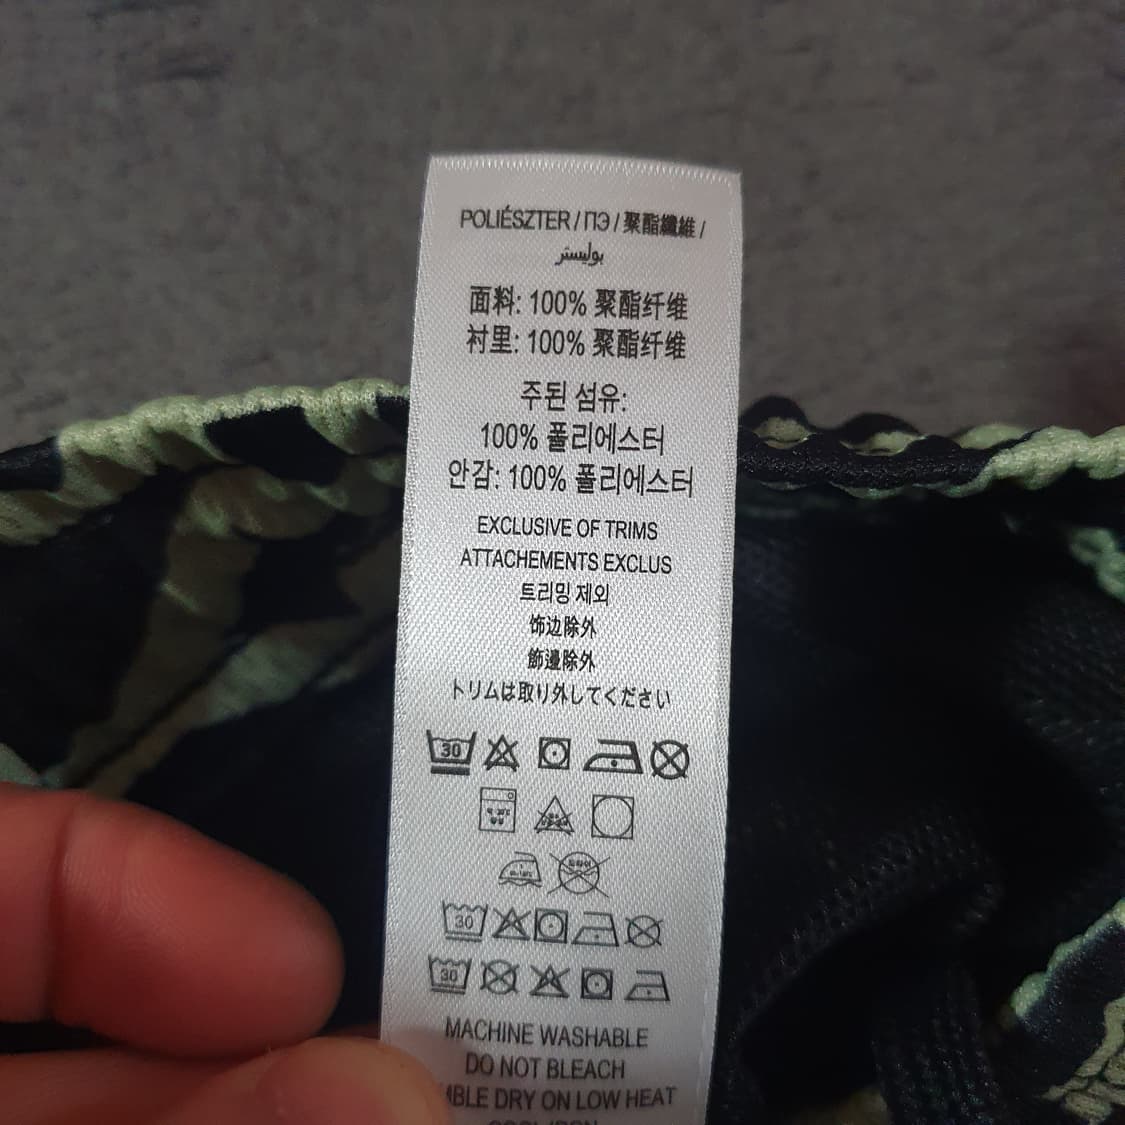 POLIÉSZTER / ПЭ / 聚酯纖維 /
بوليستر
面料: 100% 聚酯纤维
衬里: 100% 聚酯纤维
주된 섬유:
100% 폴리에스터
안감: 100% 폴리에스터
EXCLUSIVE OF TRIMS
ATTACHEMENTS EXCLUS
트리밍 제외
饰边除外
飾邊除外
トリムは取り外してください
30
30
30
MACHINE WASHABLE
DO NOT BLEACH
DRY ON LOW HEAT